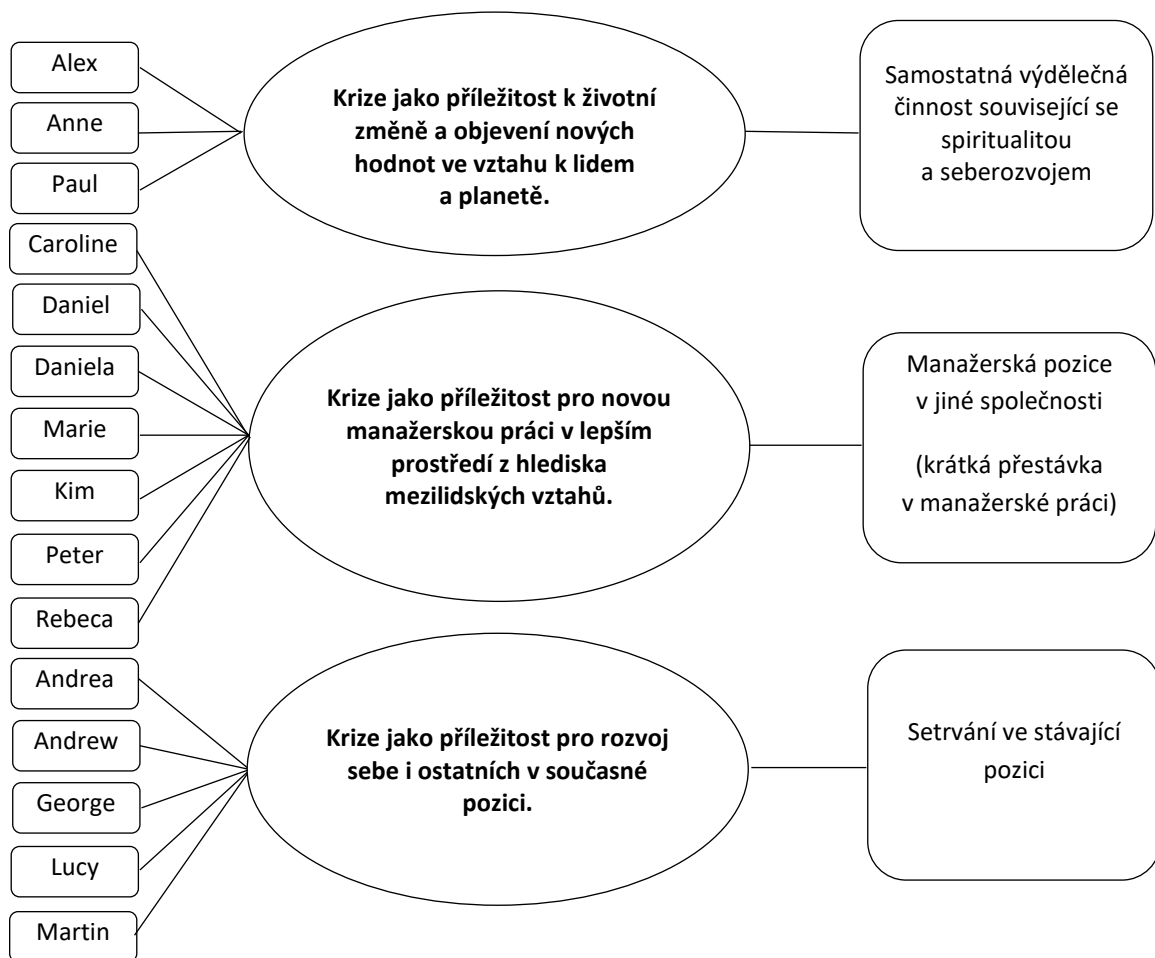 Alex
Anne
Paul
Krize jako příležitost k životní
změně a objevení nových
hodnot ve vztahu k lidem
a planetě.
Samostatná výdělečná
činnost související se
spiritualitou
a seberozvojem
Caroline
Daniel
Daniela
Marie
Kim
Peter
Rebeca
Krize jako příležitost pro novou
manažerskou práci v lepším
prostředí z hlediska
mezilidských vztahů.
Manažerská pozice
v jiné společnosti
(krátká přestávka
v manažerské práci)
Andrea
Andrew
George
Lucy
Martin
Krize jako příležitost pro rozvoj
sebe i ostatních v současné
pozici.
Setrvání ve stávající
pozici